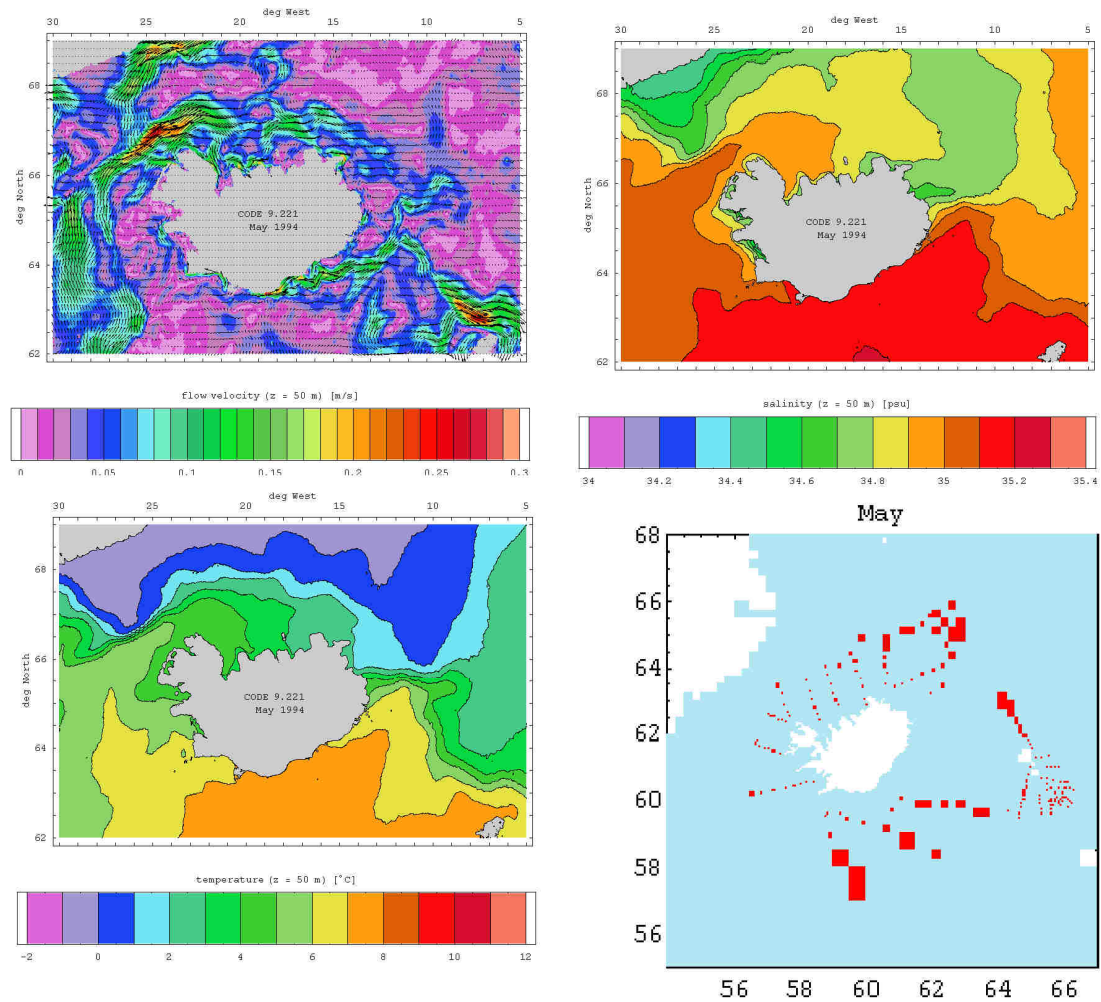 deg West
30 25 20 15 10 5
68
66
64
62
deg North
CODE 9.221
May 1994
flow velocity (z = 50 m) [m/s]
0 0.05 0.1 0.15 0.2 0.25 0.3
deg West
30 25 20 15 10 5
68
66
64
62
deg North
CODE 9.221
May 1994
salinity (z = 50 m) [psu]
34 34.2 34.4 34.6 34.8 35 35.2 35.4
deg West
30 25 20 15 10 5
68
66
64
62
deg North
CODE 9.221
May 1994
temperature (z = 50 m) [°C]
-2 0 2 4 6 8 10 12
May
68
66
64
62
60
58
56
56 58 60 62 64 66